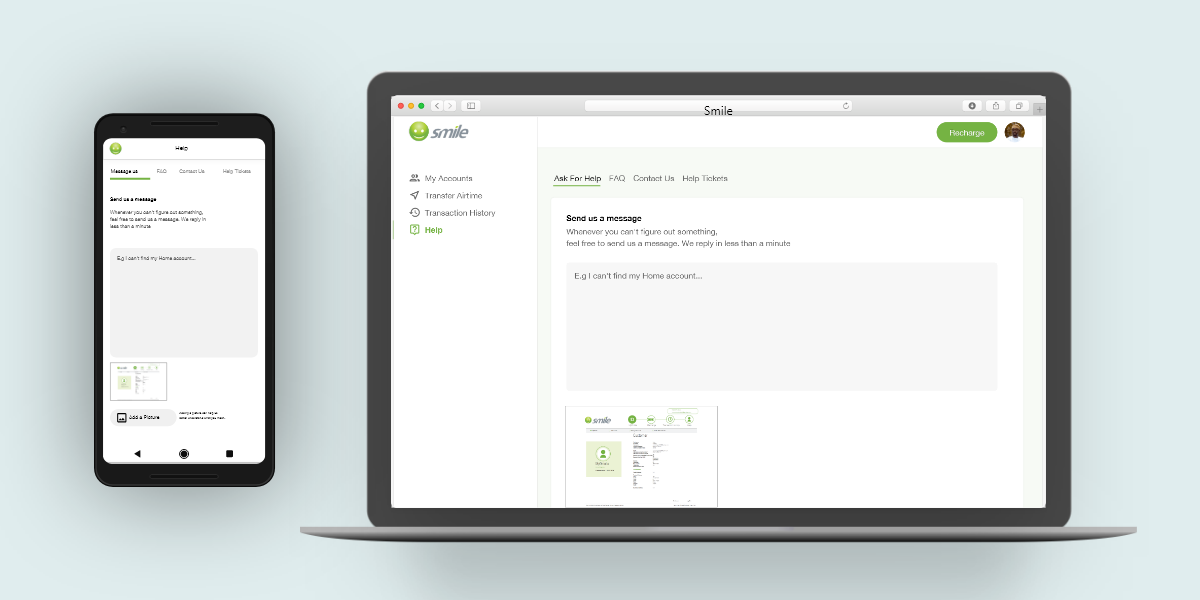 Help
Message us
FAQ
Contact Us
Help Tickets
Send us a message
Whenever you can't figure out something,
feel free to send us a message. We reply in
less than a minute
E.g I can't find my Home account...
Add a Picture
Smile
smile
Recharge
My Accounts
Transfer Airtime
Transaction History
Help
Ask For Help
FAQ
Contact Us
Help Tickets
Send us a message
Whenever you can't figure out something,
feel free to send us a message. We reply in less than a minute
E.g I can't find my Home account...
smile
Customer